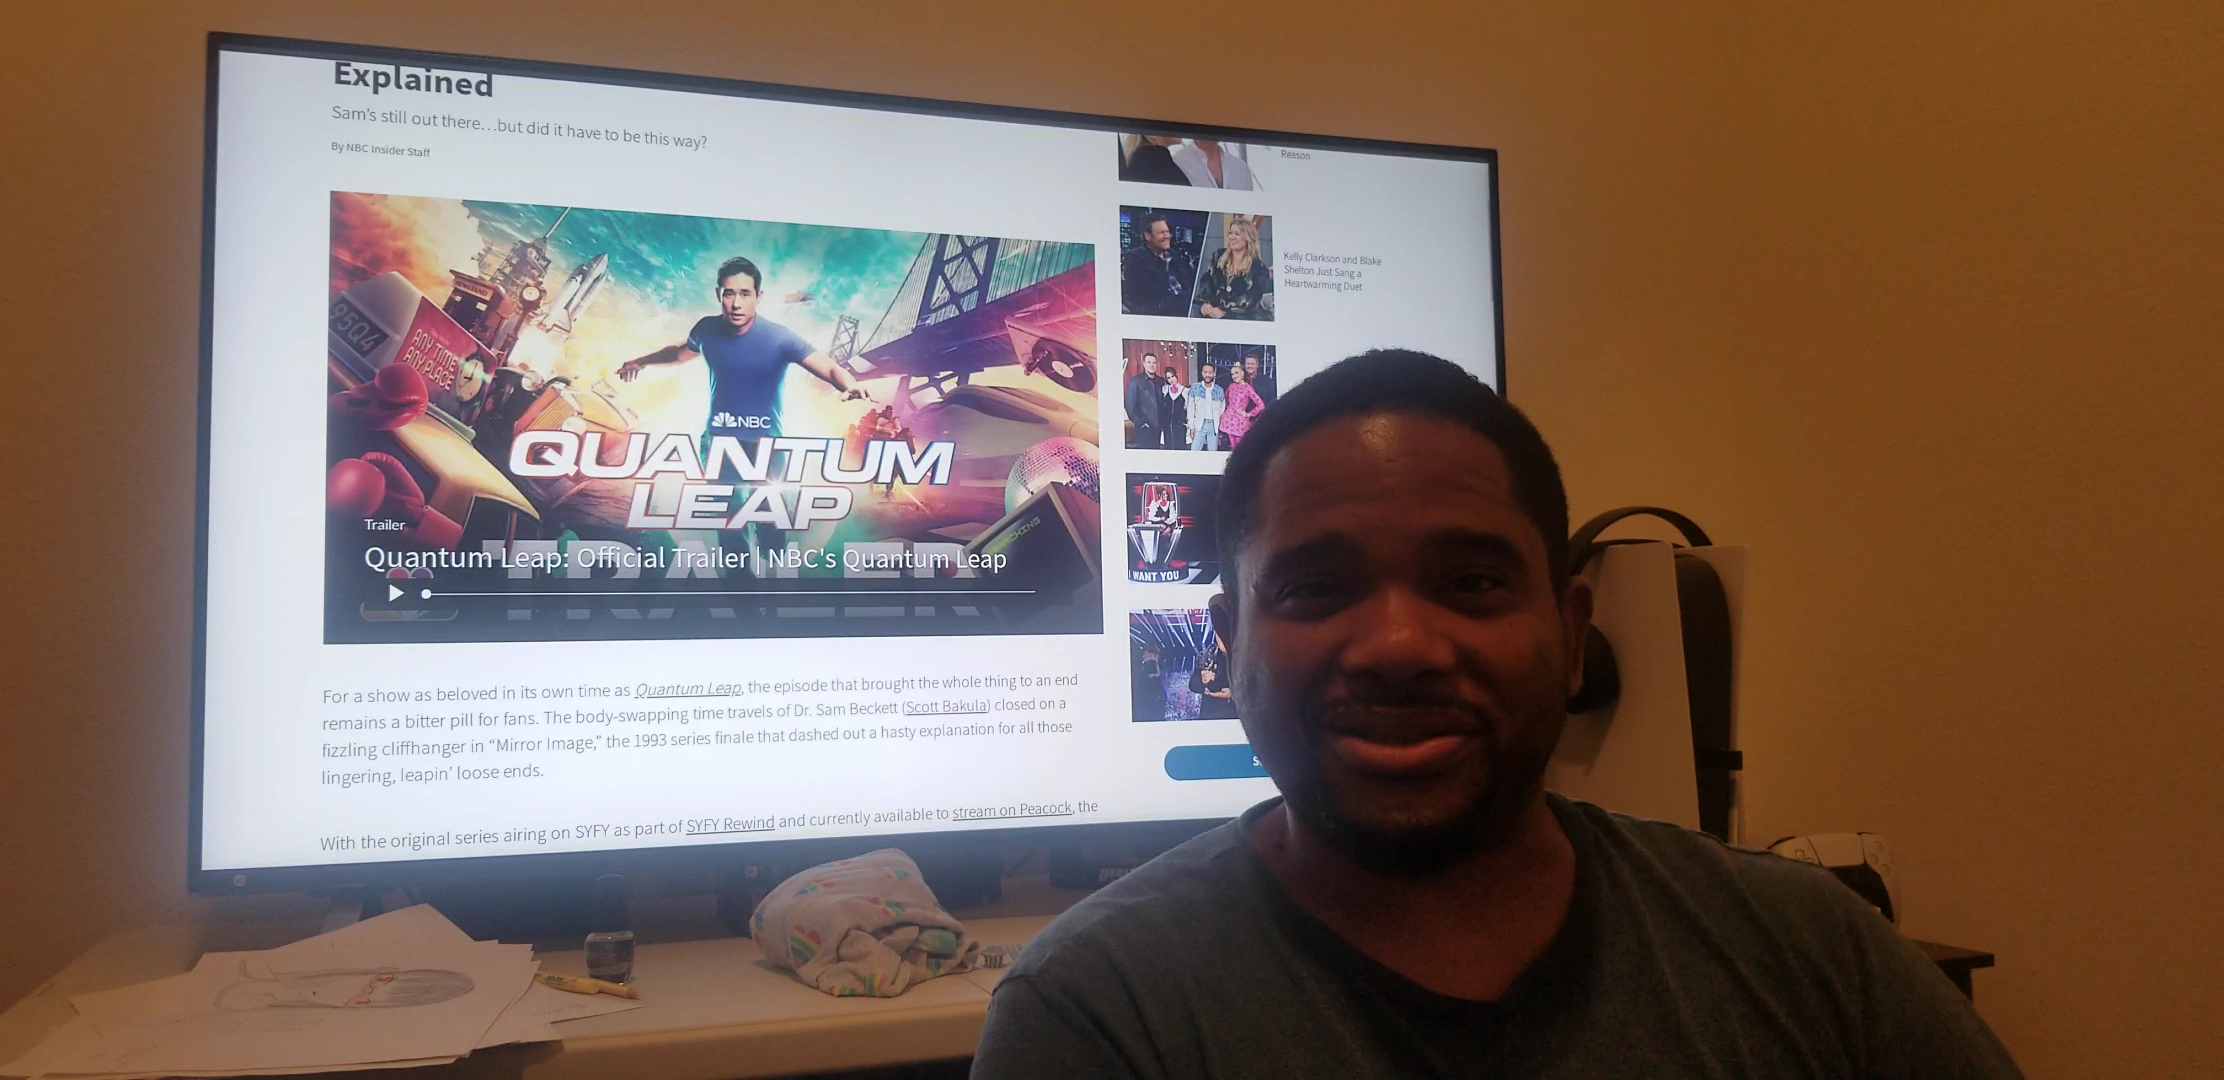 Explained
Sam's still out there…but did it have to be this way?
By NBC Insider Staff
Reason
Kelly Clarkson and Blake
Shelton Just Sang a
Heartwarming Duet
95Q4
NEWSSTAND
ANY TIME
ANY PLACE
NBC
QUANTUM
LEAP
Trailer
Quantum Leap: Official Trailer | NBC's Quantum Leap
TRAILER
I WANT YOU
For a show as beloved in its own time as Quantum Leap, the episode that brought the whole thing to an end
remains a bitter pill for fans. The body-swapping time travels of Dr. Sam Beckett (Scott Bakula) closed on a
fizzling cliffhanger in “Mirror Image,” the 1993 series finale that dashed out a hasty explanation for all those
lingering, leapin’ loose ends.
With the original series airing on SYFY as part of SYFY Rewind and currently available to stream on Peacock, the